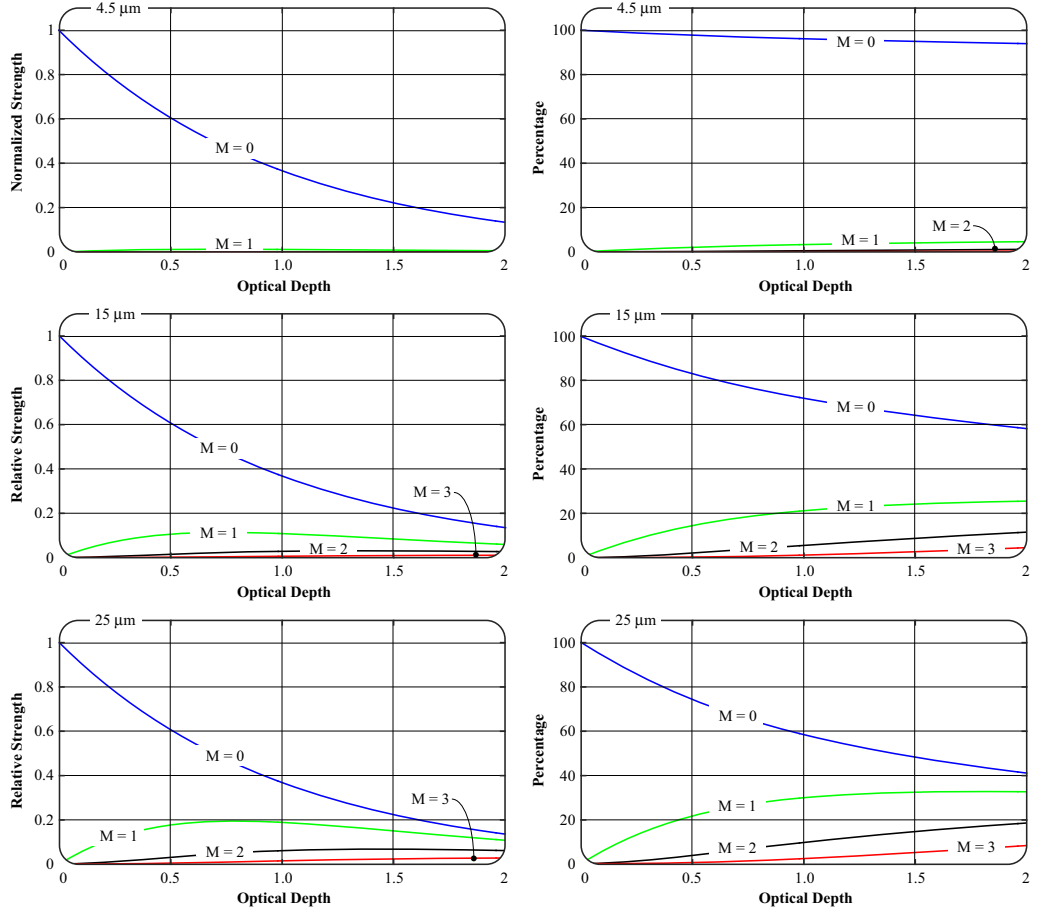 4.5 µm
Normalized Strength
1
0.8
0.6
0.4
0.2
0
M = 0
M = 1
0
0.5
1.0
1.5
2
Optical Depth
4.5 µm
Percentage
100
80
60
40
20
0
M = 0
M = 2
M = 1
0
0.5
1.0
1.5
2
Optical Depth
15 µm
Relative Strength
1
0.8
0.6
0.4
0.2
0
M = 0
M = 3
M = 1
M = 2
0
0.5
1.0
1.5
2
Optical Depth
15 µm
Percentage
100
80
60
40
20
0
M = 0
M = 1
M = 2
M = 3
0
0.5
1.0
1.5
2
Optical Depth
25 µm
Relative Strength
1
0.8
0.6
0.4
0.2
0
M = 0
M = 3
M = 1
M = 2
0
0.5
1.0
1.5
2
Optical Depth
25 µm
Percentage
100
80
60
40
20
0
M = 0
M = 1
M = 2
M = 3
0
0.5
1.0
1.5
2
Optical Depth